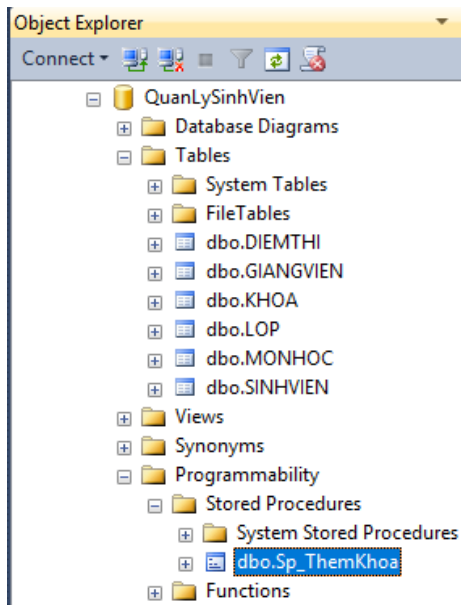 Object Explorer
Connect
QuanLySinhVien
Database Diagrams
Tables
System Tables
FileTables
dbo.DIEMTHI
dbo.GIANGVIEN
dbo.KHOA
dbo.LOP
dbo.MONHOC
dbo.SINHVIEN
Views
Synonyms
Programmability
Stored Procedures
System Stored Procedures
dbo.Sp_ThemKhoa
Functions